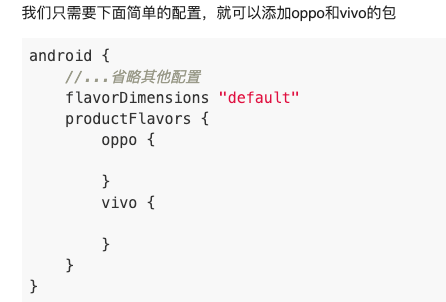 我们只需要下面简单的配置，就可以添加oppo和vivo的包
android {
    //...省略其他配置
    flavorDimensions "default"
    productFlavors {
        oppo {

        }
        vivo {

        }
    }
}